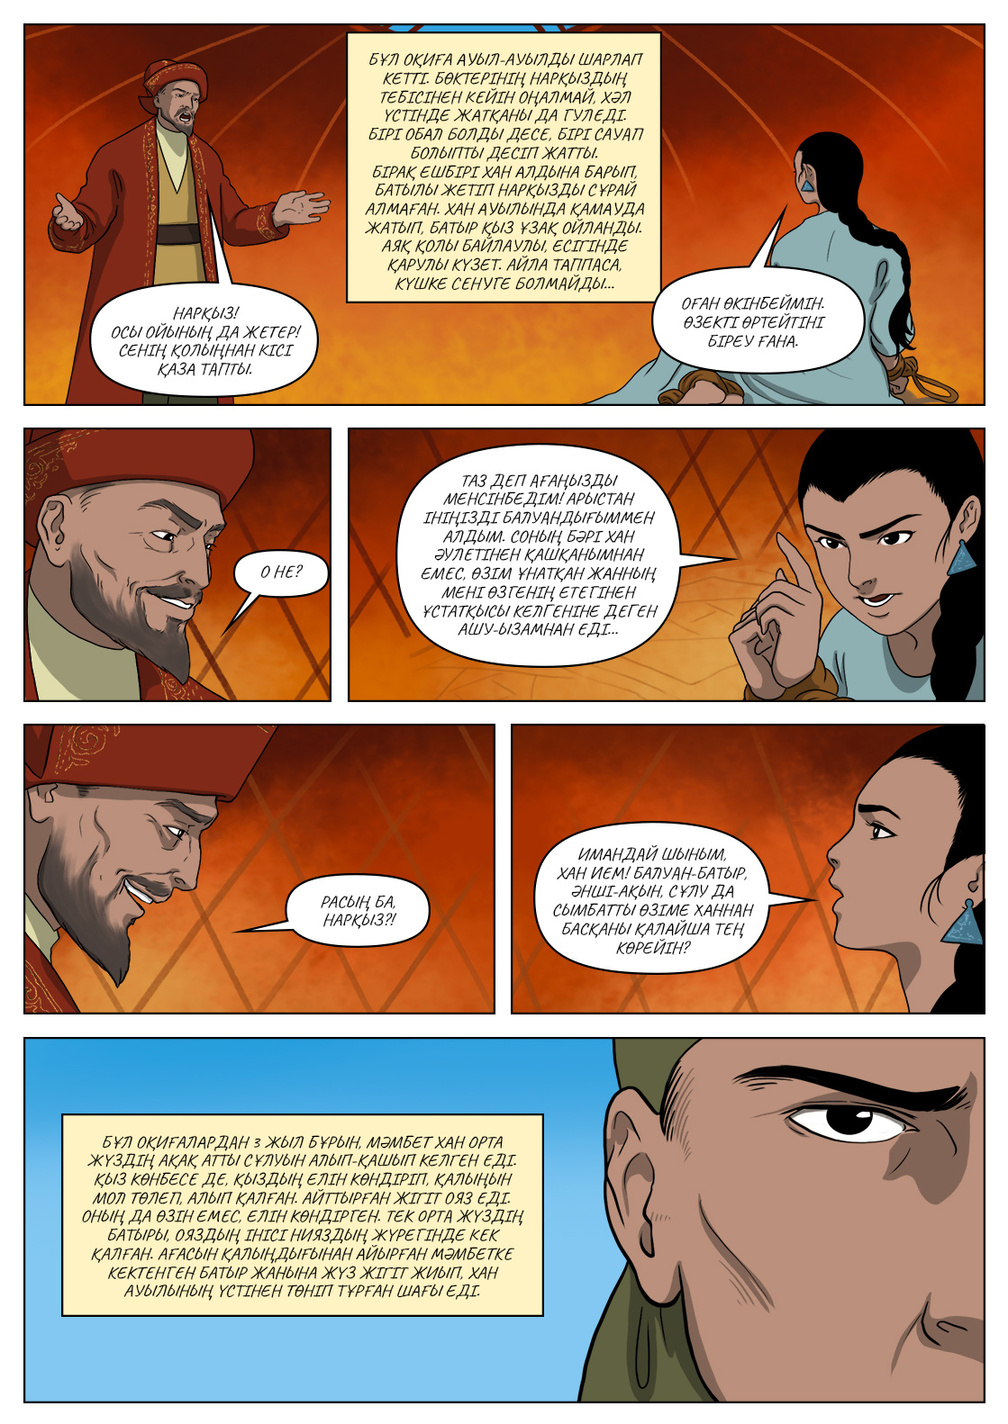 БҰЛ ОҚИҒА АУЫЛ-АУЫЛДЫ ШАРЛАП
КЕТТІ. БӨКТЕРІНІҢ НАРҚЫЗДЫҢ
ТЕБІСІНЕН КЕЙІН ОҢАЛМАЙ, ХӘЛ
ҮСТІНДЕ ЖАТҚАНЫ ДА ГУЛЕДІ.
БІРІ ОБАЛ БОЛДЫ ДЕСЕ, БІРІ САУАП
БОЛЫПТЫ ДЕСІП ЖАТТЫ.
БІРАҚ ЕШБІРІ ХАН АЛДЫНА БАРЫП,
БАТЫЛЫ ЖЕТІП НАРҚЫЗДЫ СҰРАЙ
АЛМАҒАН. ХАН АУЫЛЫНДА ҚАМАУДА
ЖАТЫП, БАТЫР ҚЫЗ ҰЗАҚ ОЙЛАНДЫ.
АЯҚ ҚОЛЫ БАЙЛАУЛЫ, ЕСІГІНДЕ
ҚАРУЛЫ КҮЗЕТ. АЙЛА ТАППАСА,
КҮШКЕ СЕНУГЕ БОЛМАЙДЫ...
НАРҚЫЗ!
ОСЫ ОЙЫНЫҢ ДА ЖЕТЕР!
СЕНІҢ ҚОЛЫҢНАН КІСІ
ҚАЗА ТАПТЫ.
ОҒАН ӨКІНБЕЙМІН.
ӨЗЕКТІ ӨРТЕЙТІНІ
БІРЕУ ҒАНА.
О НЕ?
ТАЗ ДЕП АҒАҢЫЗДЫ
МЕНСІНБЕДІМ! АРЫСТАН
ІНІҢІЗДІ БАЛУАНДЫҒЫММЕН
АЛДЫМ. СОНЫҢ БӘРІ ХАН
ӘУЛЕТІНЕН ҚАШҚАНЫМНАН
ЕМЕС, ӨЗІМ ҰНАТҚАН ЖАННЫҢ
МЕНІ ӨЗГЕНІҢ ЕТЕГІНЕН
ҰСТАТҚЫСЫ КЕЛГЕНІНЕ ДЕГЕН
АШУ-ЫЗАМНАН ЕДІ...
РАСЫҢ БА,
НАРҚЫЗ?!
ИМАНДАЙ ШЫНЫМ,
ХАН ИЕМ! БАЛУАН-БАТЫР,
ӘНШІ-АҚЫН, СҰЛУ ДА
СЫМБАТТЫ ӨЗІМЕ ХАННАН
БАСҚАНЫ ҚАЛАЙША ТЕҢ
КӨРЕЙІН?
БҰЛ ОҚИҒАЛАРДАН 3 ЖЫЛ БҰРЫН, МӘМБЕТ ХАН ОРТА
ЖҮЗДІҢ АҚАҚ АТТЫ СҰЛУЫН АЛЫП-ҚАШЫП КЕЛГЕН ЕДІ.
ҚЫЗ КӨНБЕСЕ ДЕ, ҚЫЗДЫҢ ЕЛІН КӨНДІРІП, ҚАЛЫҢЫН
МОЛ ТӨЛЕП, АЛЫП ҚАЛҒАН. АЙТТЫРҒАН ЖІГІТ ОЯЗ ЕДІ.
ОНЫҢ ДА ӨЗІН ЕМЕС, ЕЛІН КӨНДІРГЕН. ТЕК ОРТА ЖҮЗДІҢ
БАТЫРЫ, ОЯЗДЫҢ ІНІСІ НИЯЗДЫҢ ЖҮРЕГІНДЕ КЕК
ҚАЛҒАН. АҒАСЫН ҚАЛЫҢДЫҒЫНАН АЙЫРҒАН МӘМБЕТКЕ
КЕКТЕНГЕН БАТЫР ЖАНЫНА ЖҮЗ ЖІГІТ ЖИЫП, ХАН
АУЫЛЫНЫҢ ҮСТІНЕН ТӨНІП ТҰРҒАН ШАҒЫ ЕДІ.